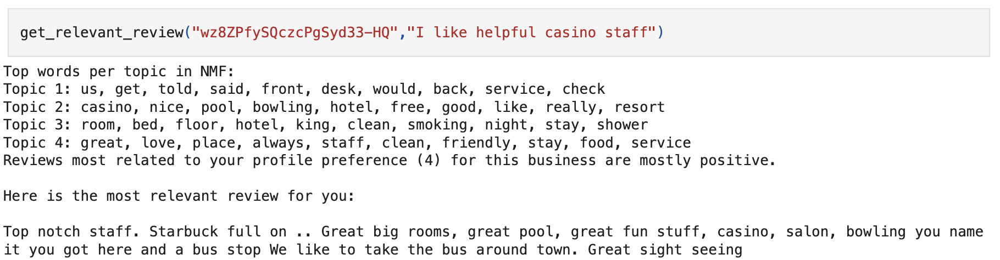 get_relevant_review("wz8ZPfySQczcPgSyd33-HQ","I like helpful casino staff")
Top words per topic in NMF:
Topic 1: us, get, told, said, front, desk, would, back, service, check
Topic 2: casino, nice, pool, bowling, hotel, free, good, like, really, resort
Topic 3: room, bed, floor, hotel, king, clean, smoking, night, stay, shower
Topic 4: great, love, place, always, staff, clean, friendly, stay, food, service
Reviews most related to your profile preference (4) for this business are mostly positive.
Here is the most relevant review for you:
Top notch staff. Starbuck full on .. Great big rooms, great pool, great fun stuff, casino, salon, bowling you name
it you got here and a bus stop We like to take the bus around town. Great sight seeing